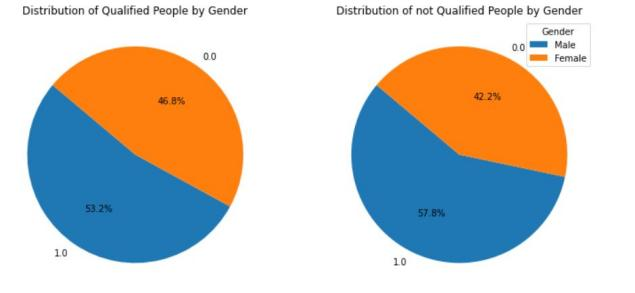 Distribution of Qualified People by Gender
0.0
46.8%
53.2%
1.0
Distribution of not Qualified People by Gender
Gender
Male
Female
0.0
42.2%
57.8%
1.0